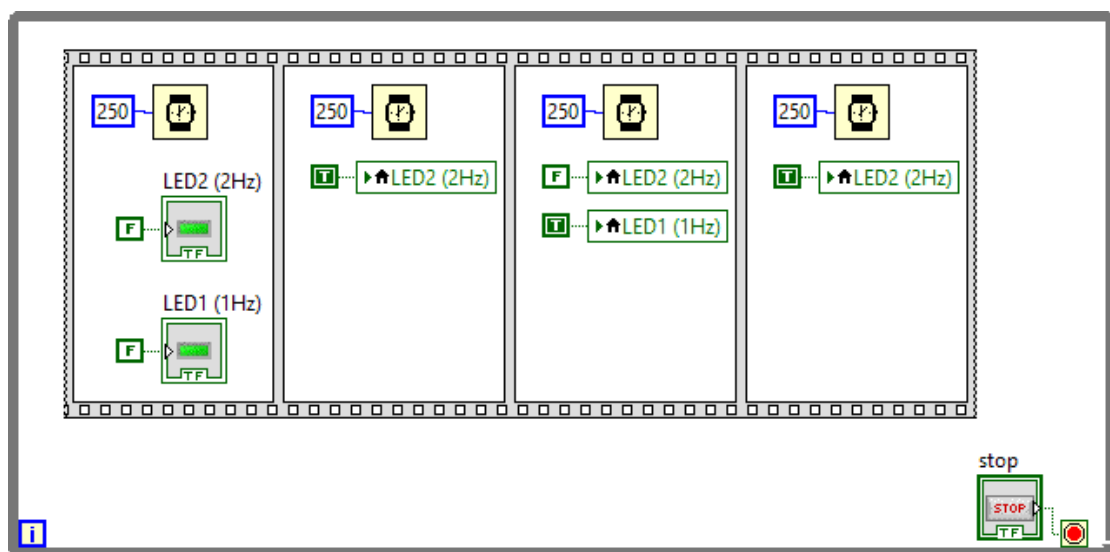 250 250 250 250
LED2 (2Hz) T LED2 (2Hz) F LED2 (2Hz) T LED2 (2Hz)
F TF T LED1 (1Hz)
LED1 (1Hz)
F TF
stop
STOP
TF
i